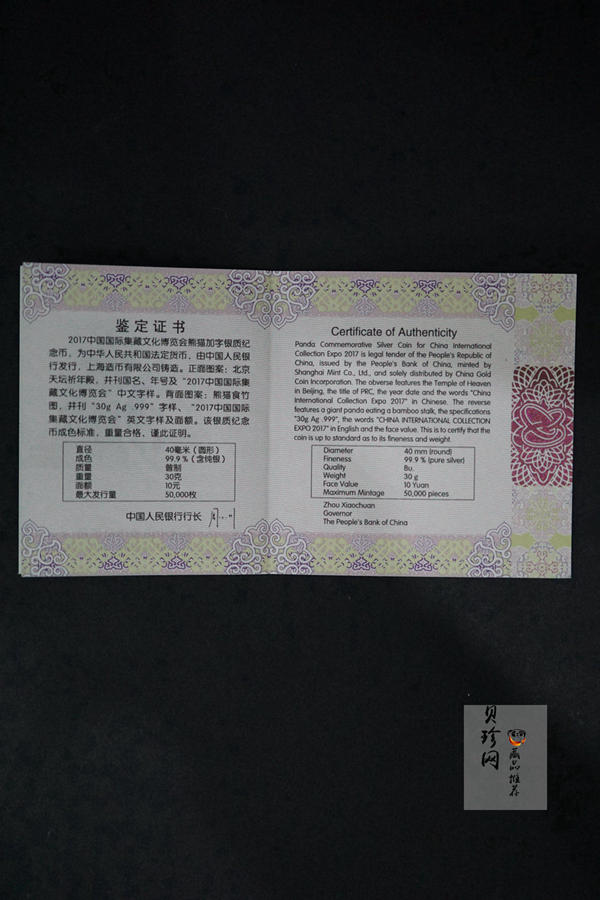 鉴定证书
2017中国国际集藏文化博览会熊猫加字银质纪
念币，为中华人民共和国法定货币，由中国人民银
行发行，上海造币有限公司铸造。正面图案：北京
天坛祈年殿，并刊国名、年号及“2017中国国际集
藏文化博览会”中文字样。背面图案：熊猫食竹
图，并刊“30g Ag .999”字样、“2017中国国际
集藏文化博览会”英文字样及面额。该银质纪念
币成色标准，重量合格，谨此证明。
直径 40毫米（圆形）
成色 99.9％（含纯银）
质量 普制
重量 30克
面额 10元
最大发行量 50,000枚
中国人民银行行长
Certificate of Authenticity
Panda Commemorative Silver Coin for China International
Collection Expo 2017 is legal tender of the People's Republic of
China, issued by the People's Bank of China, minted by
Shanghai Mint Co., Ltd., and solely distributed by China Gold
Coin Incorporation. The obverse features the Temple of Heaven
in Beijing, the title of PRC, the year date and the words "China
International Collection Expo 2017" in Chinese. The reverse
features a giant panda eating a bamboo stalk, the specifications
"30g Ag .999", the words "CHINA INTERNATIONAL COLLECTION
EXPO 2017" in English and the face value. This is to certify that the
coin is up to standard as to its fineness and weight.
Diameter 40 mm (round)
Fineness 99.9 % (pure silver)
Quality Bu.
Weight 30 g
Face Value 10 Yuan
Maximum Mintage 50,000 pieces
Zhou Xiaochuan
Governor
The People's Bank of China
贝珍网
藏品推荐